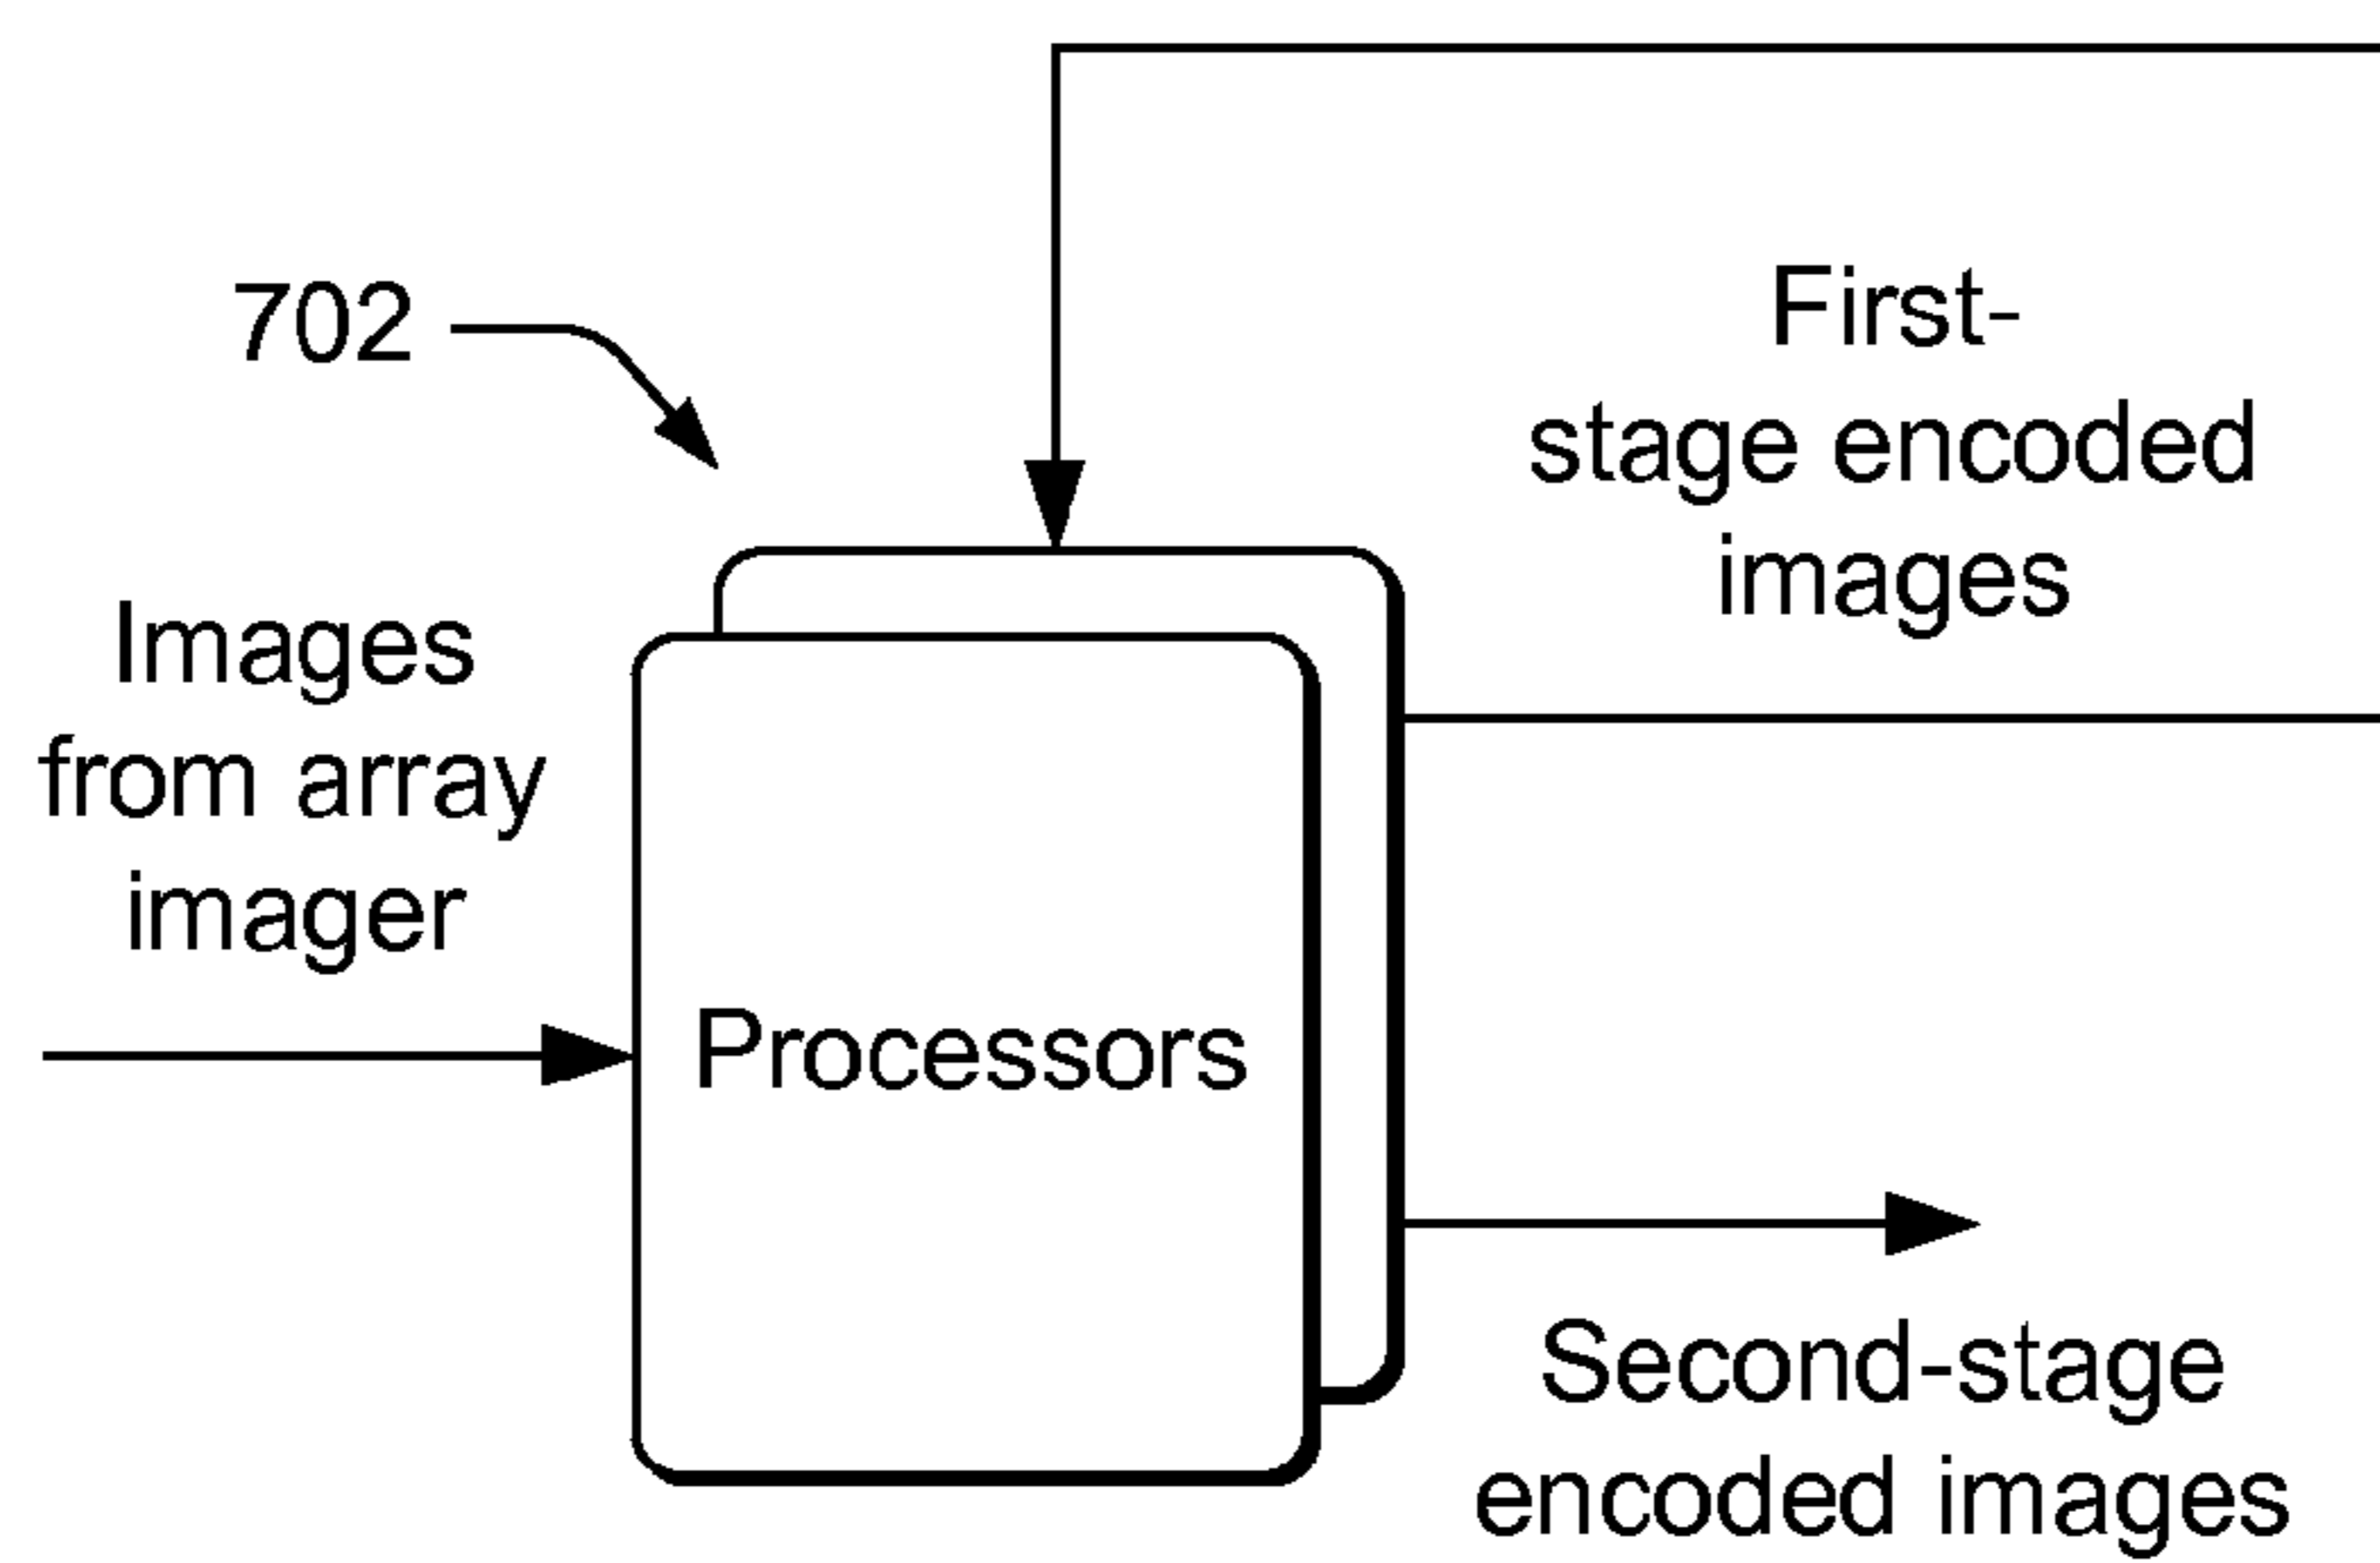 702
First-
stage encoded
images
Images
from array
imager
Processors
Second-stage
encoded images